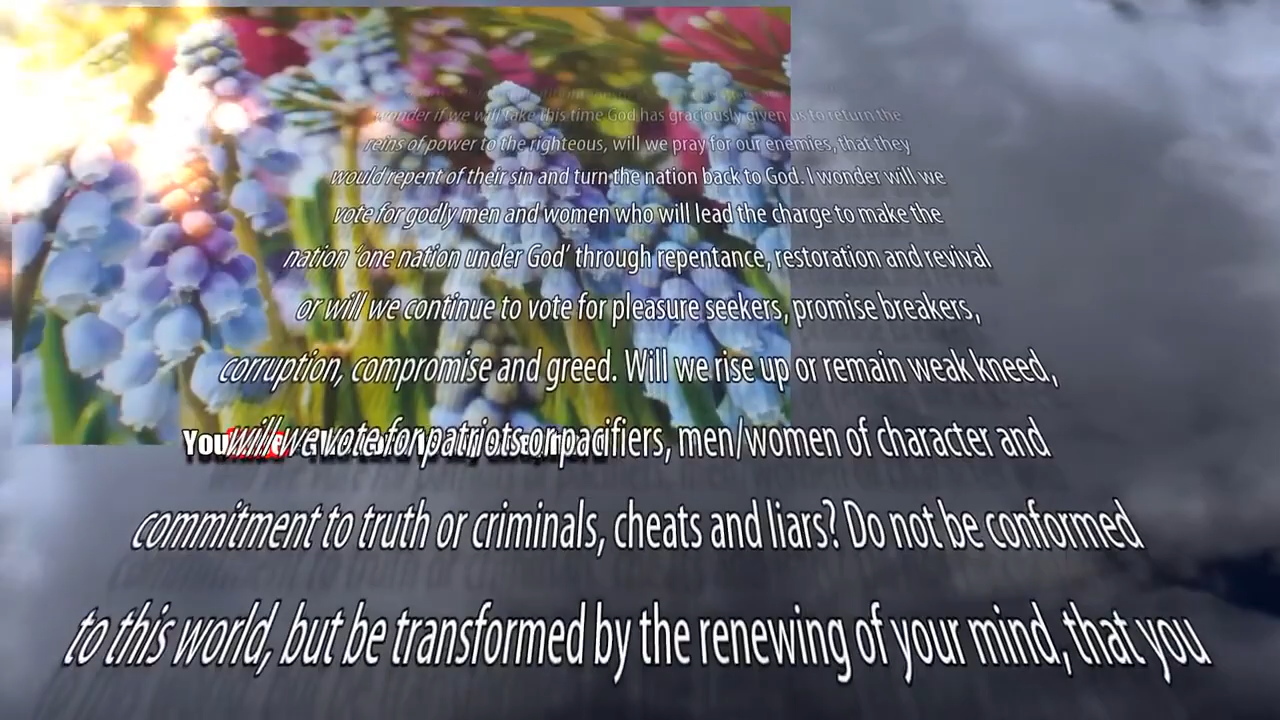 wonder if we will take this time God has graciously given us to return the
reins of power to the righteous, will we pray for our enemies, that they
would repent of their sin and turn the nation back to God. I wonder will we
vote for godly men and women who will lead the charge to make the
nation ‘one nation under God’ through repentance, restoration and revival
or will we continue to vote for pleasure seekers, promise breakers,
corruption, compromise and greed. Will we rise up or remain weak kneed,
will we vote for patriots or pacifiers, men/women of character and
You
commitment to truth or criminals, cheats and liars? Do not be conformed
to this world, but be transformed by the renewing of your mind, that you